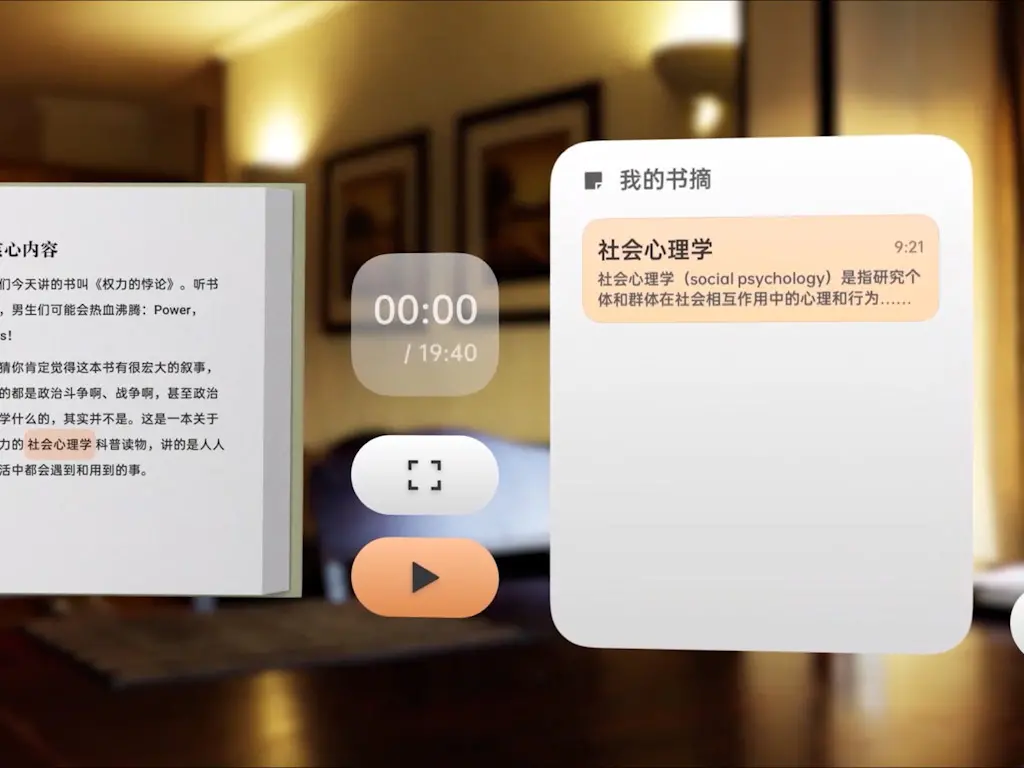 心内容
们今天讲的书叫《权力的悖论》。听书
，男生们可能会热血沸腾：Power，
s！
猜你肯定觉得这本书有很宏大的叙事，
的都是政治斗争啊、战争啊，甚至政治
学什么的，其实并不是。这是一本关于
力的社会心理学科普读物，讲的是人人
活中都会遇到和用到的事。
00:00
/ 19:40
我的书摘
社会心理学 9:21
社会心理学（social psychology）是指研究个
体和群体在社会相互作用中的心理和行为……